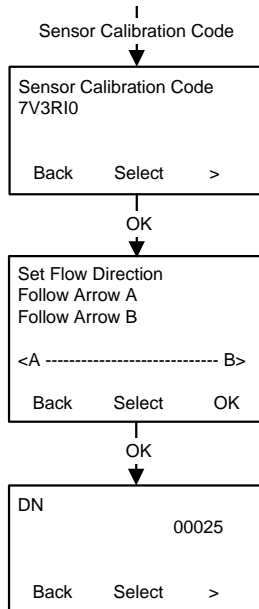 Sensor Calibration Code
Sensor Calibration Code
7V3RI0
Back Select >
OK
Set Flow Direction
Follow Arrow A
Follow Arrow B
<A ----------------------------- B>
Back Select OK
OK
DN
00025
Back Select >